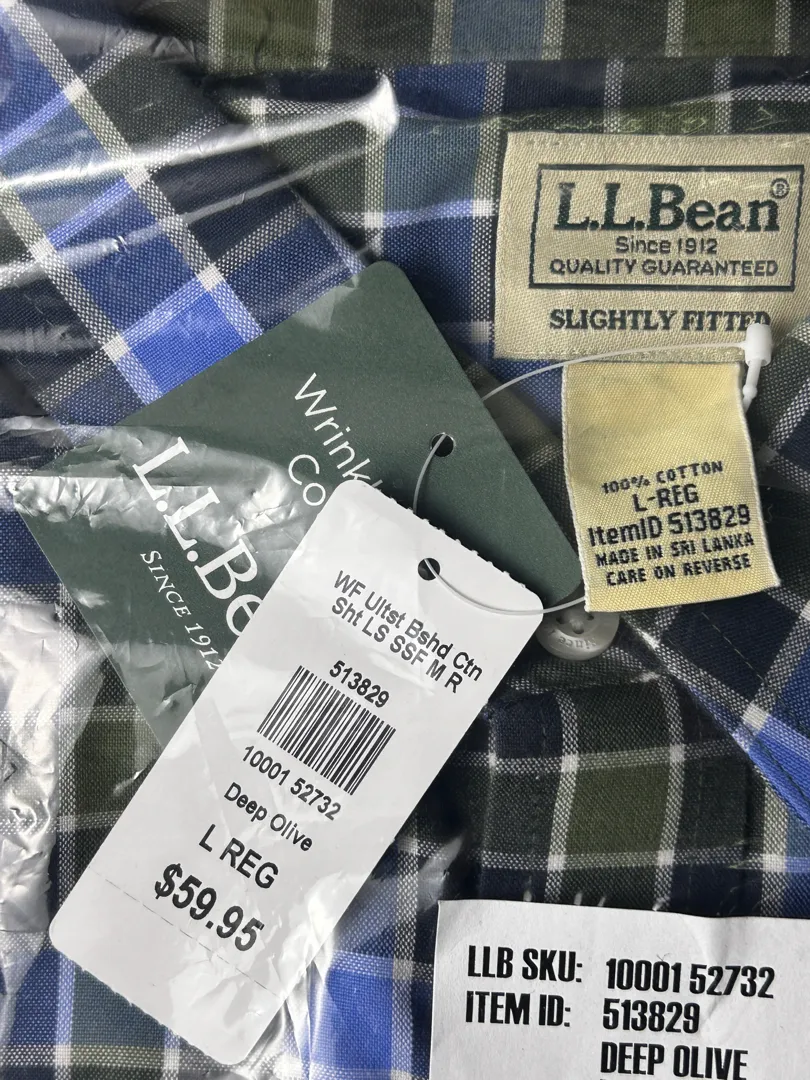 L.L.Bean®
Since 1912
QUALITY GUARANTEED
SLIGHTLY FITTED
100% COTTON
L-REG
ItemID 513829
MADE IN SRI LANKA
CARE ON REVERSE
L.L.Be
SINCE 1912
WF Ultst Bshd Ctn
Sht LS SSF M R
513829
10001 52732
Deep Olive
L REG
$59.95
LLB SKU: 10001 52732
ITEM ID: 513829
DEEP OLIVE